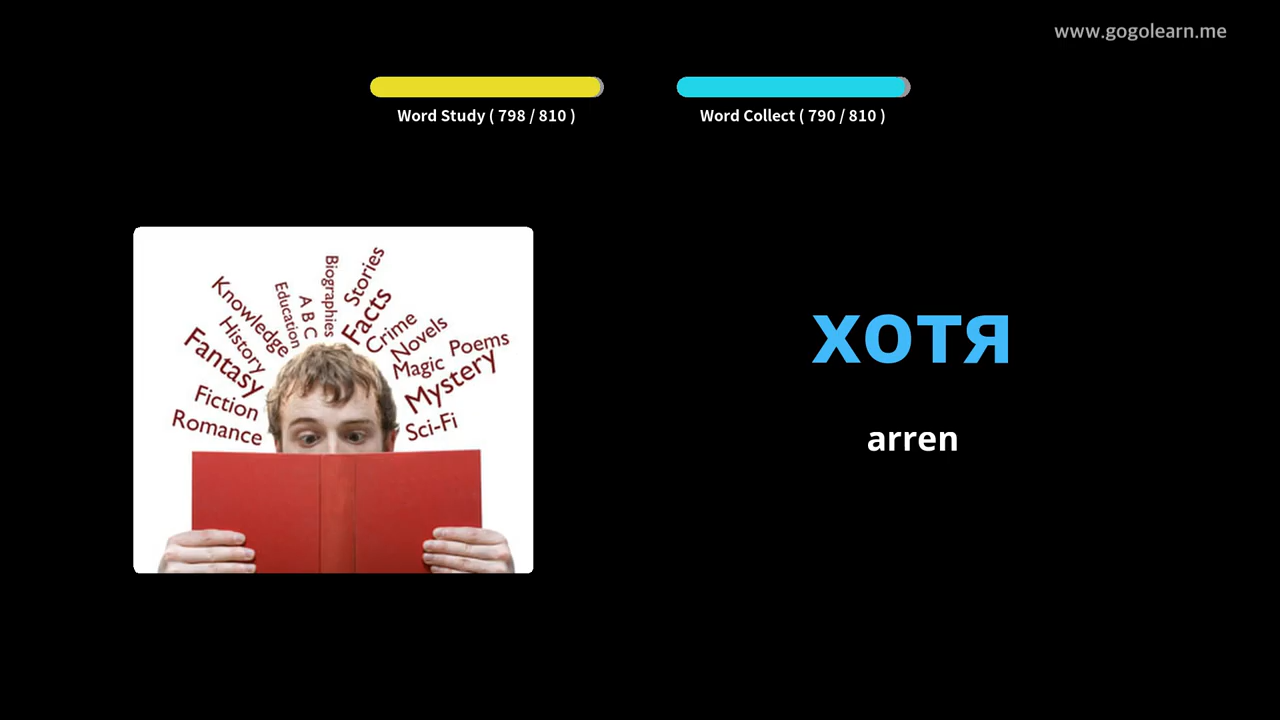 www.gogolearn.me
Word Study ( 798 / 810 )
Word Collect ( 790 / 810 )
Biographies
Stories
Education
A B C
Facts
Knowledge
Crime
History
Novels
Fantasy
Magic
Poems
Mystery
Fiction
Romance
Sci-Fi
хотя
arren